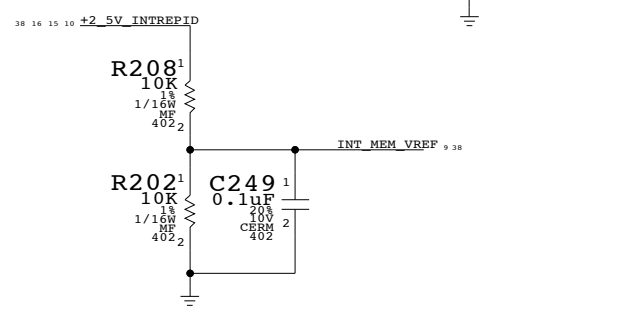 38 16 15 10 +2_5V_INTREPID
R208 1
10K
1%
1/16W
MF
402 2
INT_MEM_VREF 9 38
R202 1
10K
1%
1/16W
MF
402 2
C249 1
0.1uF
20%
10V 2
CERM
402